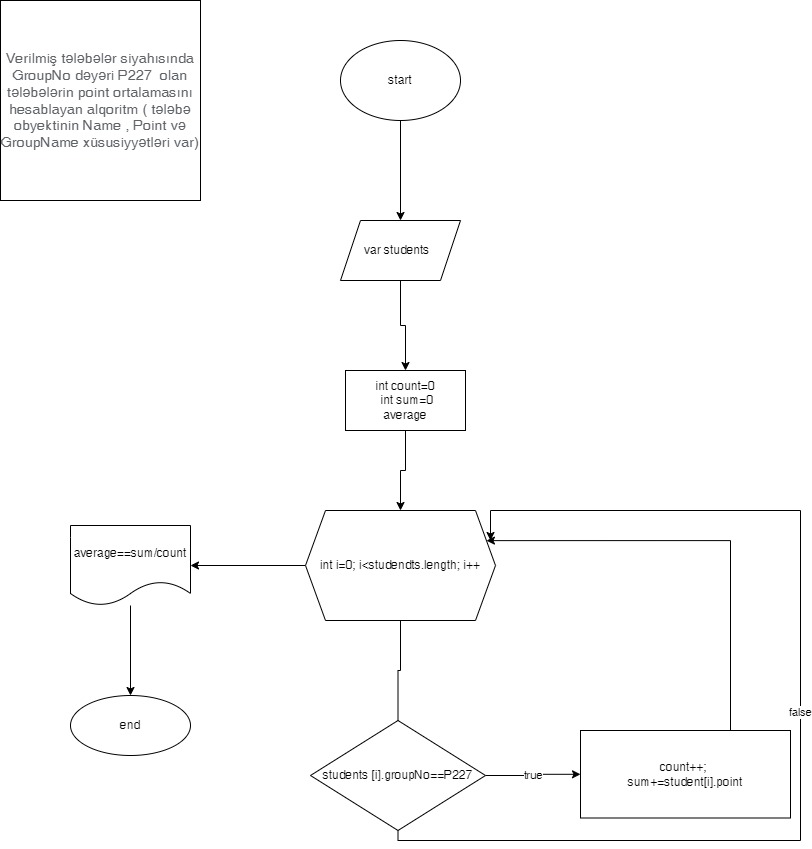 Verilmiş tələbələr siyahısında
GroupNo dəyəri P227 olan
tələbələrin point ortalamasını
hesablayan alqoritm ( tələbə
obyektinin Name , Point və
GroupName xüsusiyyətləri var)
start
var students
int count=0
int sum=0
average
int i=0; i<studendts.length; i++
average==sum/count
end
students [i].groupNo==P227
true
count++;
sum+=student[i].point
false